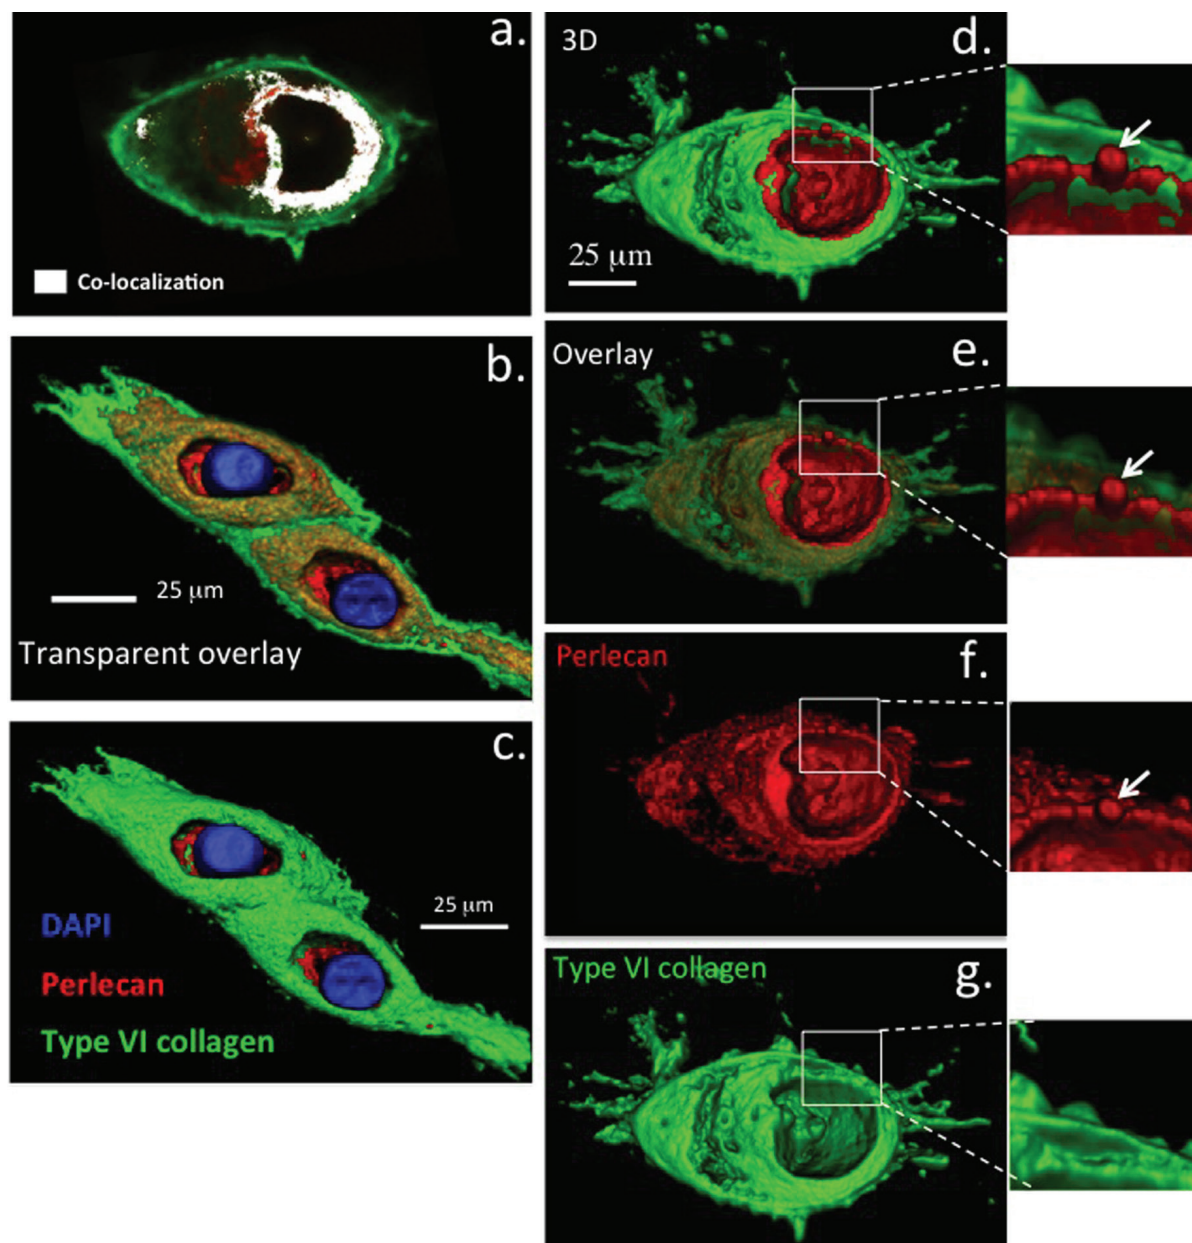 a.
Co-localization
b.
25 μm
Transparent overlay
c.
25 μm
DAPI
Perlecan
Type VI collagen
3D
d.
25 μm
Overlay
e.
Perlecan
f.
Type VI collagen
g.